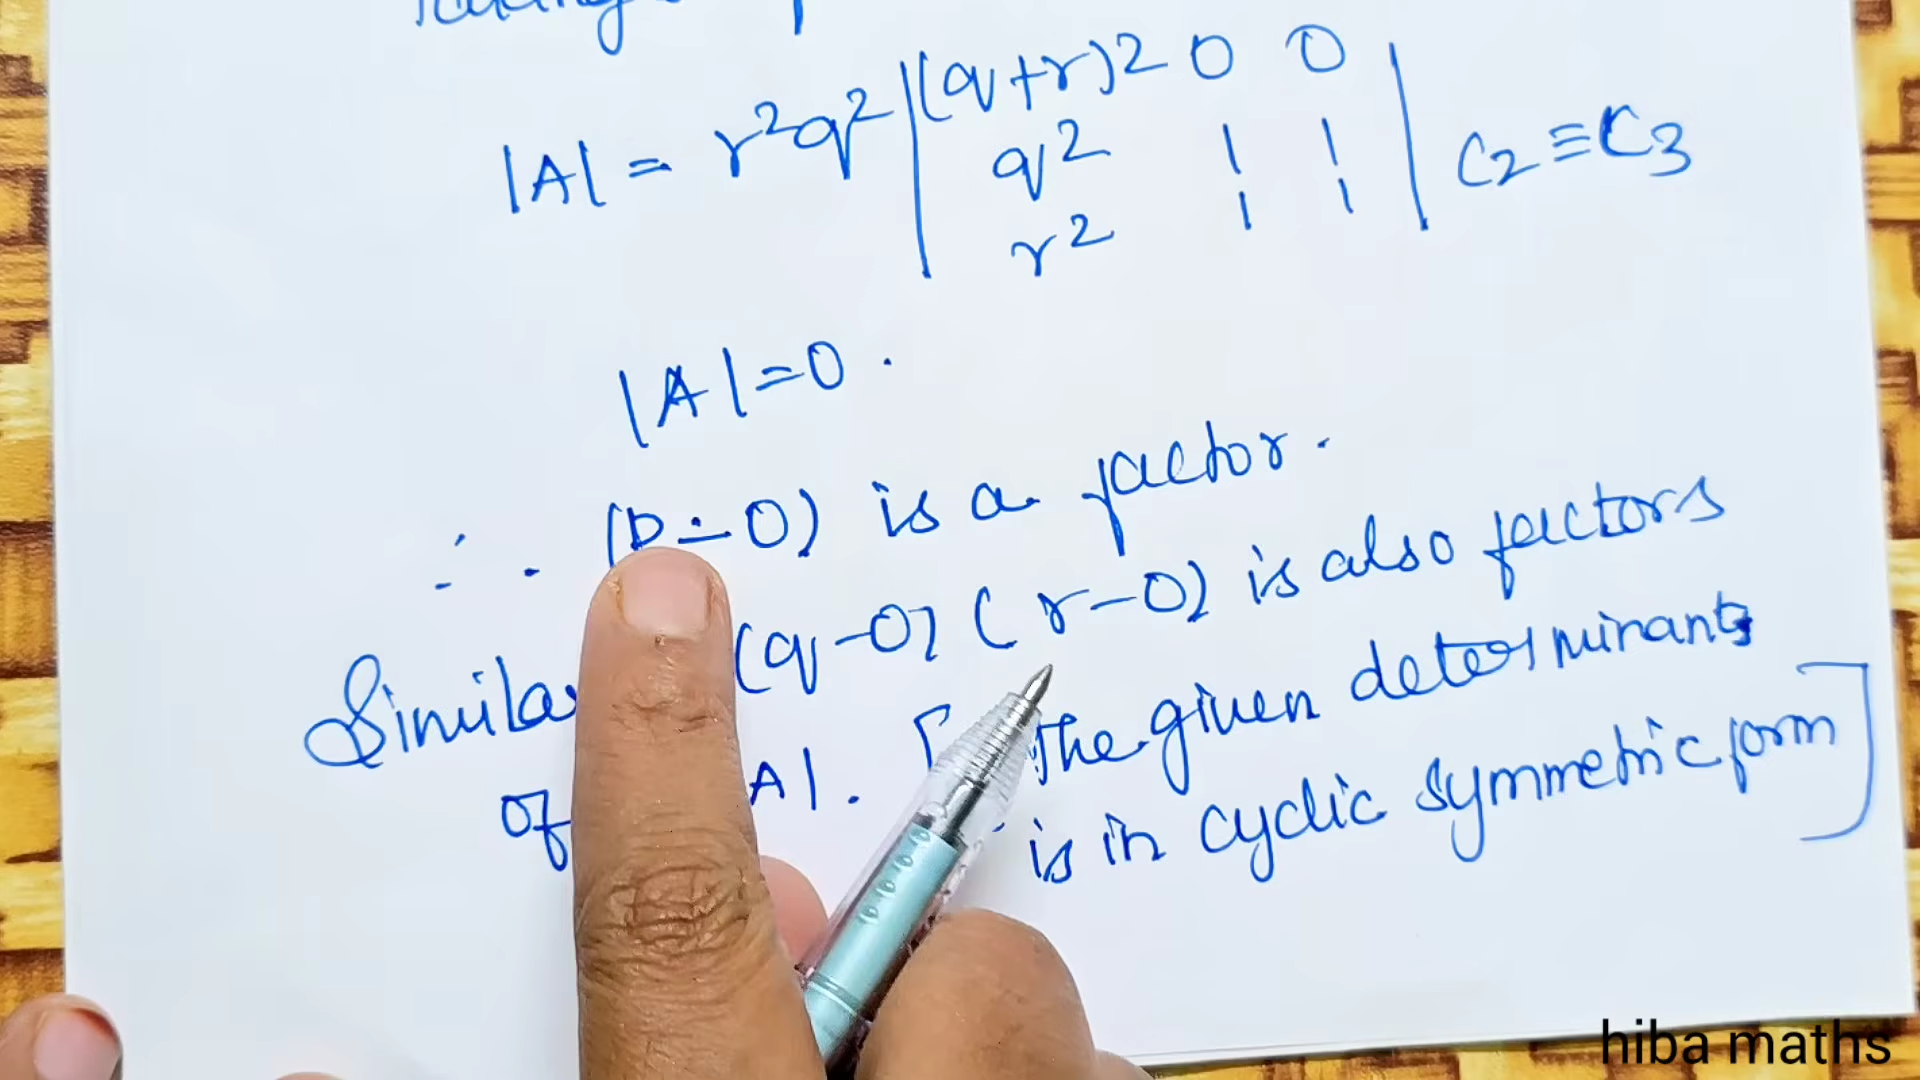 |A| = r²q² | (q+r)2 0 0
q² 1 1
r² 1 1 | C2 ≡ C3
|A| = 0 .
∴ (p-0) is a factor.
(q-0) (r-0) is also factors
of A|. [ the given determinants
is in cyclic symmetric form ]
hiba maths